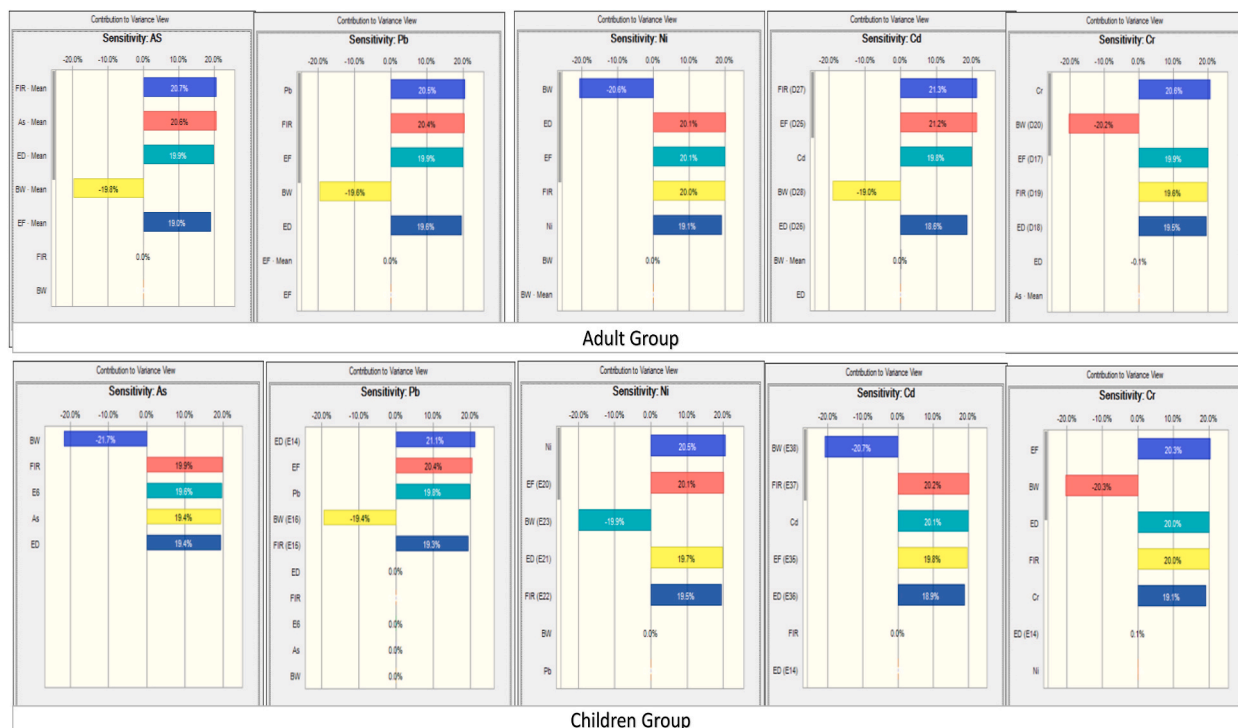 Contribution to Variance View
Sensitivity: AS
-20.0% -10.0% 0.0% 10.0% 20.0%
FIR - Mean 20.7%
As - Mean 20.6%
ED - Mean 19.9%
BW - Mean -19.8%
EF - Mean 19.0%
FIR 0.0%
BW
Contribution to Variance View
Sensitivity: Pb
-20.0% -10.0% 0.0% 10.0% 20.0%
Pb 20.5%
FIR 20.4%
EF 19.9%
BW -19.6%
ED 19.6%
EF - Mean 0.0%
EF
Contribution to Variance View
Sensitivity: Ni
-20.0% -10.0% 0.0% 10.0% 20.0%
BW -20.6%
ED 20.1%
EF 20.1%
FIR 20.0%
Ni 19.1%
BW 0.0%
BW - Mean
Contribution to Variance View
Sensitivity: Cd
-20.0% -10.0% 0.0% 10.0% 20.0%
FIR (D27) 21.3%
EF (D25) 21.2%
Cd 19.8%
BW (D28) -19.0%
ED (D26) 18.6%
BW - Mean 0.0%
ED
Contribution to Variance View
Sensitivity: Cr
-20.0% -10.0% 0.0% 10.0% 20.0%
Cr 20.6%
BW (D20) -20.2%
EF (D17) 19.9%
FIR (D19) 19.6%
ED (D18) 19.5%
ED -0.1%
As - Mean
Adult Group
Contribution to Variance View
Sensitivity: As
-20.0% -10.0% 0.0% 10.0% 20.0%
BW -21.7%
FIR 19.9%
E6 19.6%
As 19.4%
ED 19.4%
Contribution to Variance View
Sensitivity: Pb
-20.0% -10.0% 0.0% 10.0% 20.0%
ED (E14) 21.1%
EF 20.4%
Pb 19.8%
BW (E16) -19.4%
FIR (E15) 19.3%
ED 0.0%
FIR
E6 0.0%
As 0.0%
BW 0.0%
Contribution to Variance View
Sensitivity: Ni
-20.0% -10.0% 0.0% 10.0% 20.0%
Ni 20.5%
EF (E20) 20.1%
BW (E23) -19.9%
ED (E21) 19.7%
FIR (E22) 19.5%
BW 0.0%
Pb
Contribution to Variance View
Sensitivity: Cd
-20.0% -10.0% 0.0% 10.0% 20.0%
BW (E38) -20.7%
FIR (E37) 20.2%
Cd 20.1%
EF (E35) 19.8%
ED (E36) 18.9%
FIR 0.0%
ED (E14)
Contribution to Variance View
Sensitivity: Cr
-20.0% -10.0% 0.0% 10.0% 20.0%
EF 20.3%
BW -20.3%
ED 20.0%
FIR 20.0%
Cr 19.1%
ED (E14) 0.1%
Ni
Children Group